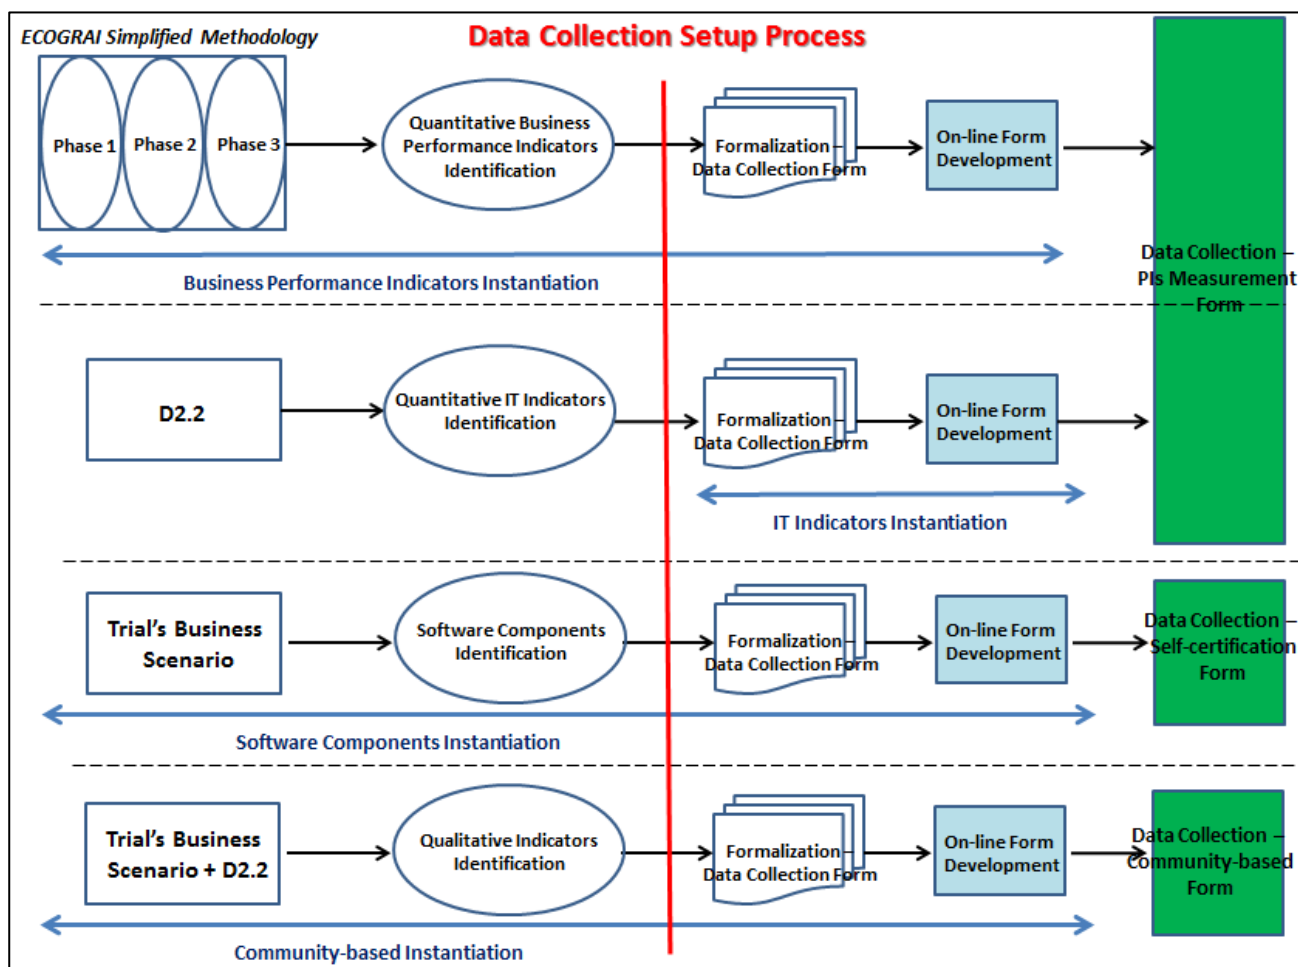 ECOGRAI Simplified Methodology
Data Collection Setup Process
Phase 1
Phase 2
Phase 3
Quantitative Business
Performance Indicators
Identification
Formalization –
Data Collection Form
On-line Form
Development
Business Performance Indicators Instantiation
Data Collection –
PIs Measurement
Form
D2.2
Quantitative IT Indicators
Identification
Formalization –
Data Collection Form
On-line Form
Development
IT Indicators Instantiation
Trial's Business
Scenario
Software Components
Identification
Formalization –
Data Collection Form
On-line Form
Development
Data Collection –
Self-certification
Form
Software Components Instantiation
Trial's Business
Scenario + D2.2
Qualitative Indicators
Identification
Formalization –
Data Collection Form
On-line Form
Development
Data Collection –
Community-based
Form
Community-based Instantiation